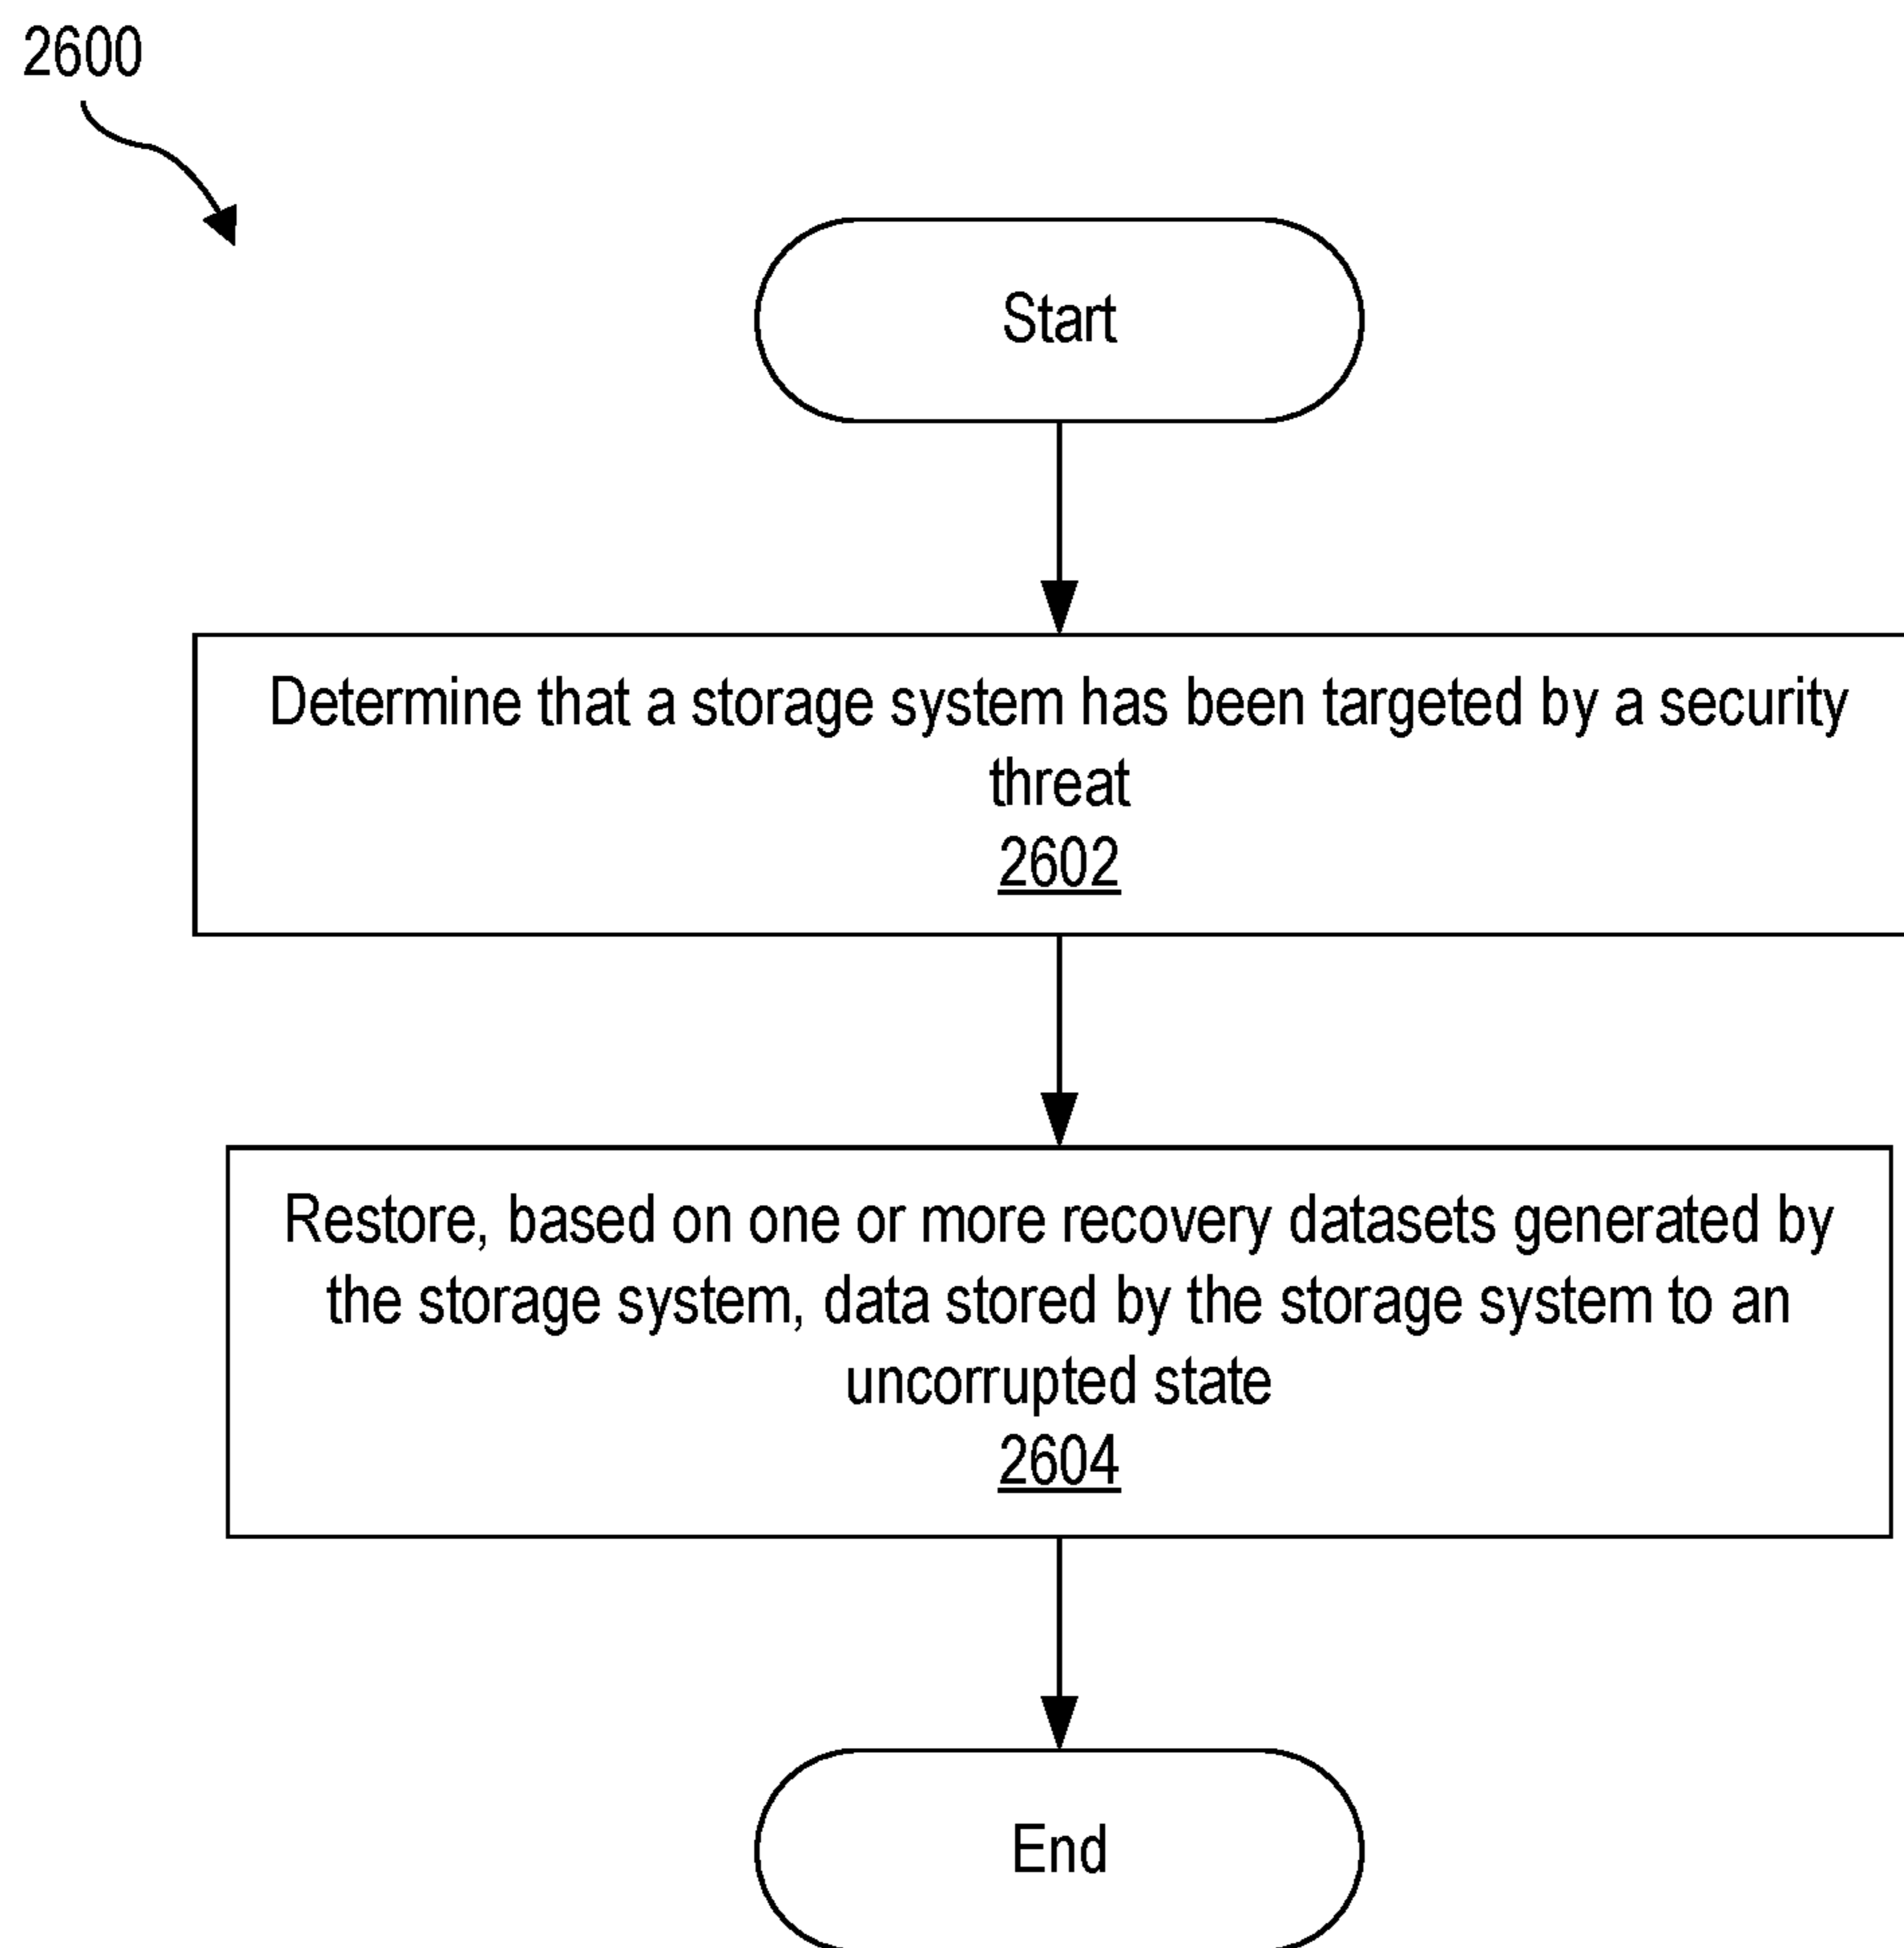 2600
Start
Determine that a storage system has been targeted by a security
threat
2602
Restore, based on one or more recovery datasets generated by
the storage system, data stored by the storage system to an
uncorrupted state
2604
End